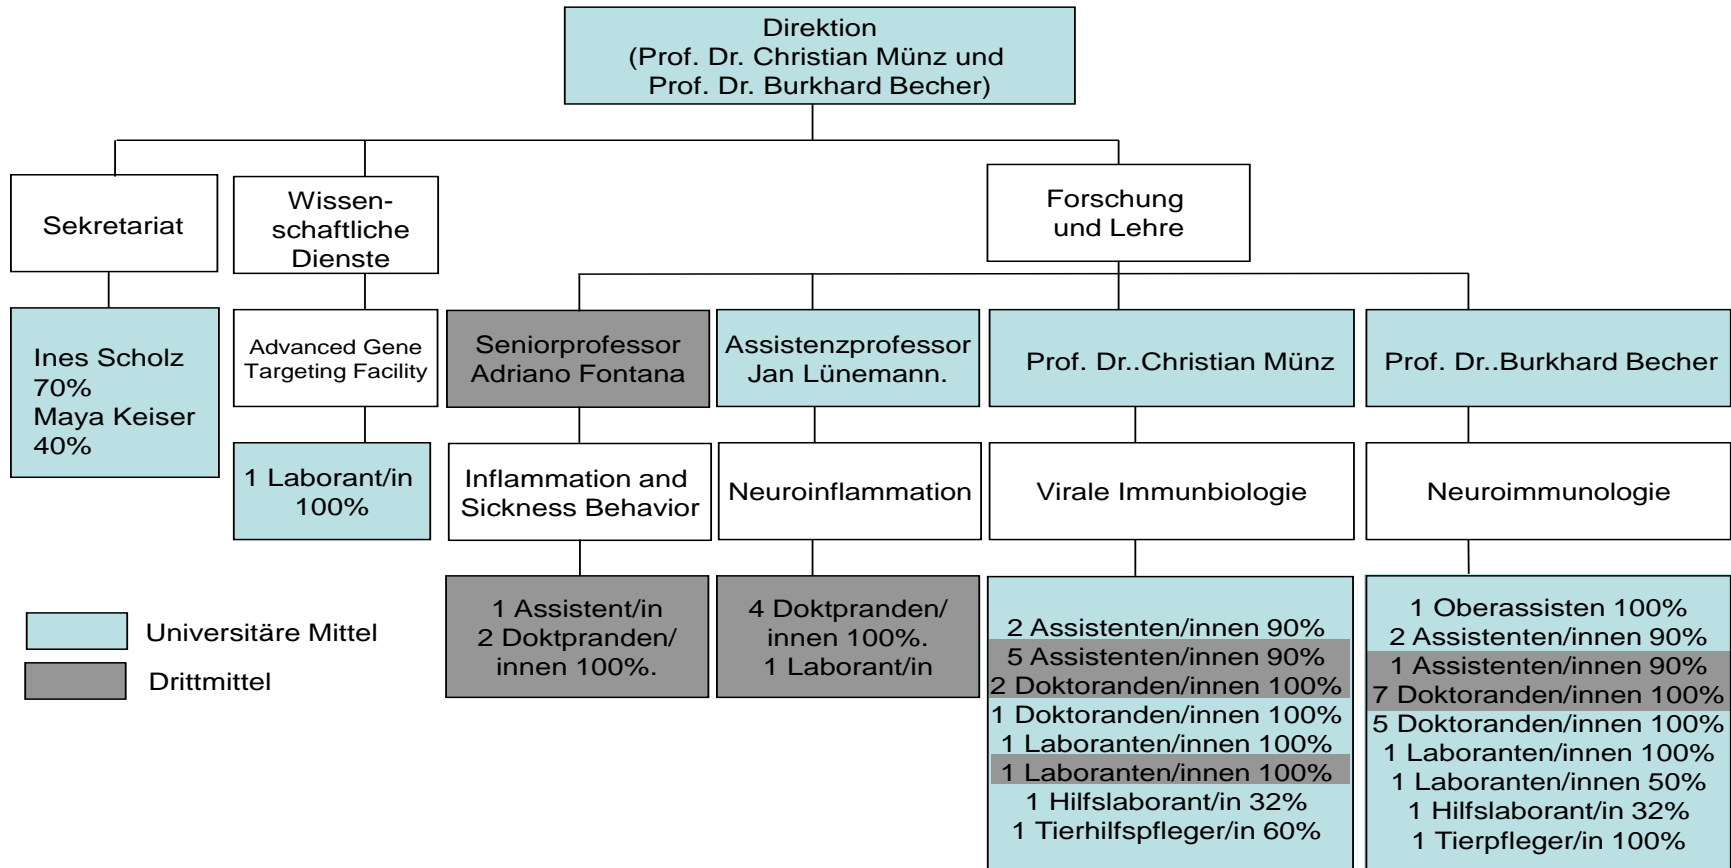 Direktion
(Prof. Dr. Christian Münz und
Prof. Dr. Burkhard Becher)
Sekretariat
Wissen-
schaftliche
Dienste
Forschung
und Lehre
Ines Scholz
70%
Maya Keiser
40%
Advanced Gene
Targeting Facility
Seniorprofessor
Adriano Fontana
Assistenzprofessor
Jan Lünemann.
Prof. Dr..Christian Münz
Prof. Dr..Burkhard Becher
1 Laborant/in
100%
Inflammation and
Sickness Behavior
Neuroinflammation
Virale Immunbiologie
Neuroimmunologie
1 Assistent/in
2 Doktpranden/
innen 100%.
4 Doktpranden/
innen 100%.
1 Laborant/in
2 Assistenten/innen 90%
5 Assistenten/innen 90%
2 Doktoranden/innen 100%
1 Doktoranden/innen 100%
1 Laboranten/innen 100%
1 Laboranten/innen 100%
1 Hilfslaborant/in 32%
1 Tierhilfspfleger/in 60%
1 Oberassisten 100%
2 Assistenten/innen 90%
1 Assistenten/innen 90%
7 Doktoranden/innen 100%
5 Doktoranden/innen 100%
1 Laboranten/innen 100%
1 Laboranten/innen 50%
1 Hilfslaborant/in 32%
1 Tierpfleger/in 100%
Universitäre Mittel
Drittmittel